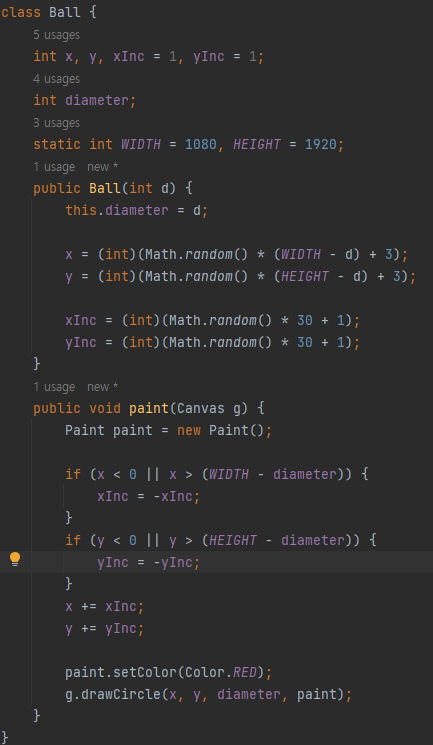 class Ball {
5 usages
int x, y, xInc = 1, yInc = 1;
4 usages
int diameter;
3 usages
static int WIDTH = 1080, HEIGHT = 1920;
1 usage new *
public Ball(int d) {
this.diameter = d;
x = (int)(Math.random() * (WIDTH - d) + 3);
y = (int)(Math.random() * (HEIGHT - d) + 3);
xInc = (int)(Math.random() * 30 + 1);
yInc = (int)(Math.random() * 30 + 1);
}
1 usage new *
public void paint(Canvas g) {
Paint paint = new Paint();
if (x < 0 || x > (WIDTH - diameter)) {
xInc = -xInc;
}
if (y < 0 || y > (HEIGHT - diameter)) {
yInc = -yInc;
}
x += xInc;
y += yInc;
paint.setColor(Color.RED);
g.drawCircle(x, y, diameter, paint);
}
}